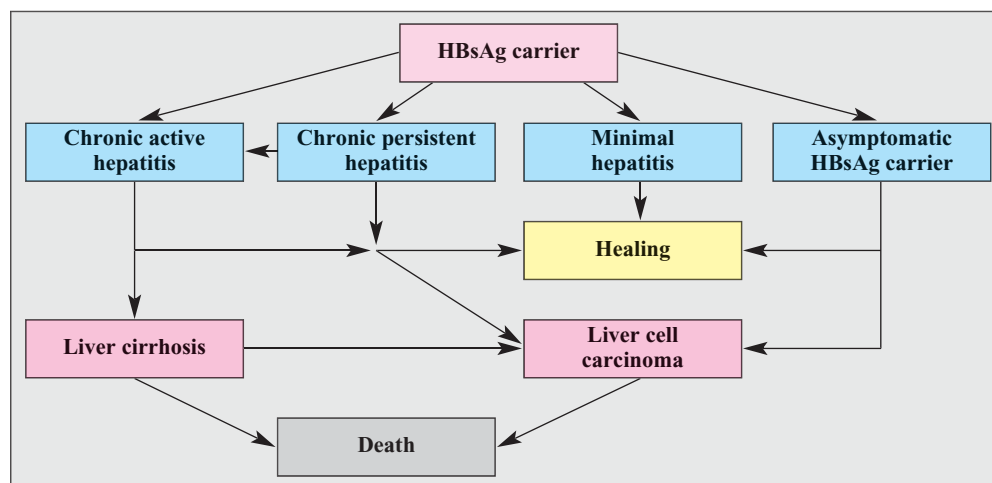 HBsAg carrier
Chronic active
hepatitis
Chronic persistent
hepatitis
Minimal
hepatitis
Asymptomatic
HBsAg carrier
Healing
Liver cirrhosis
Liver cell
carcinoma
Death